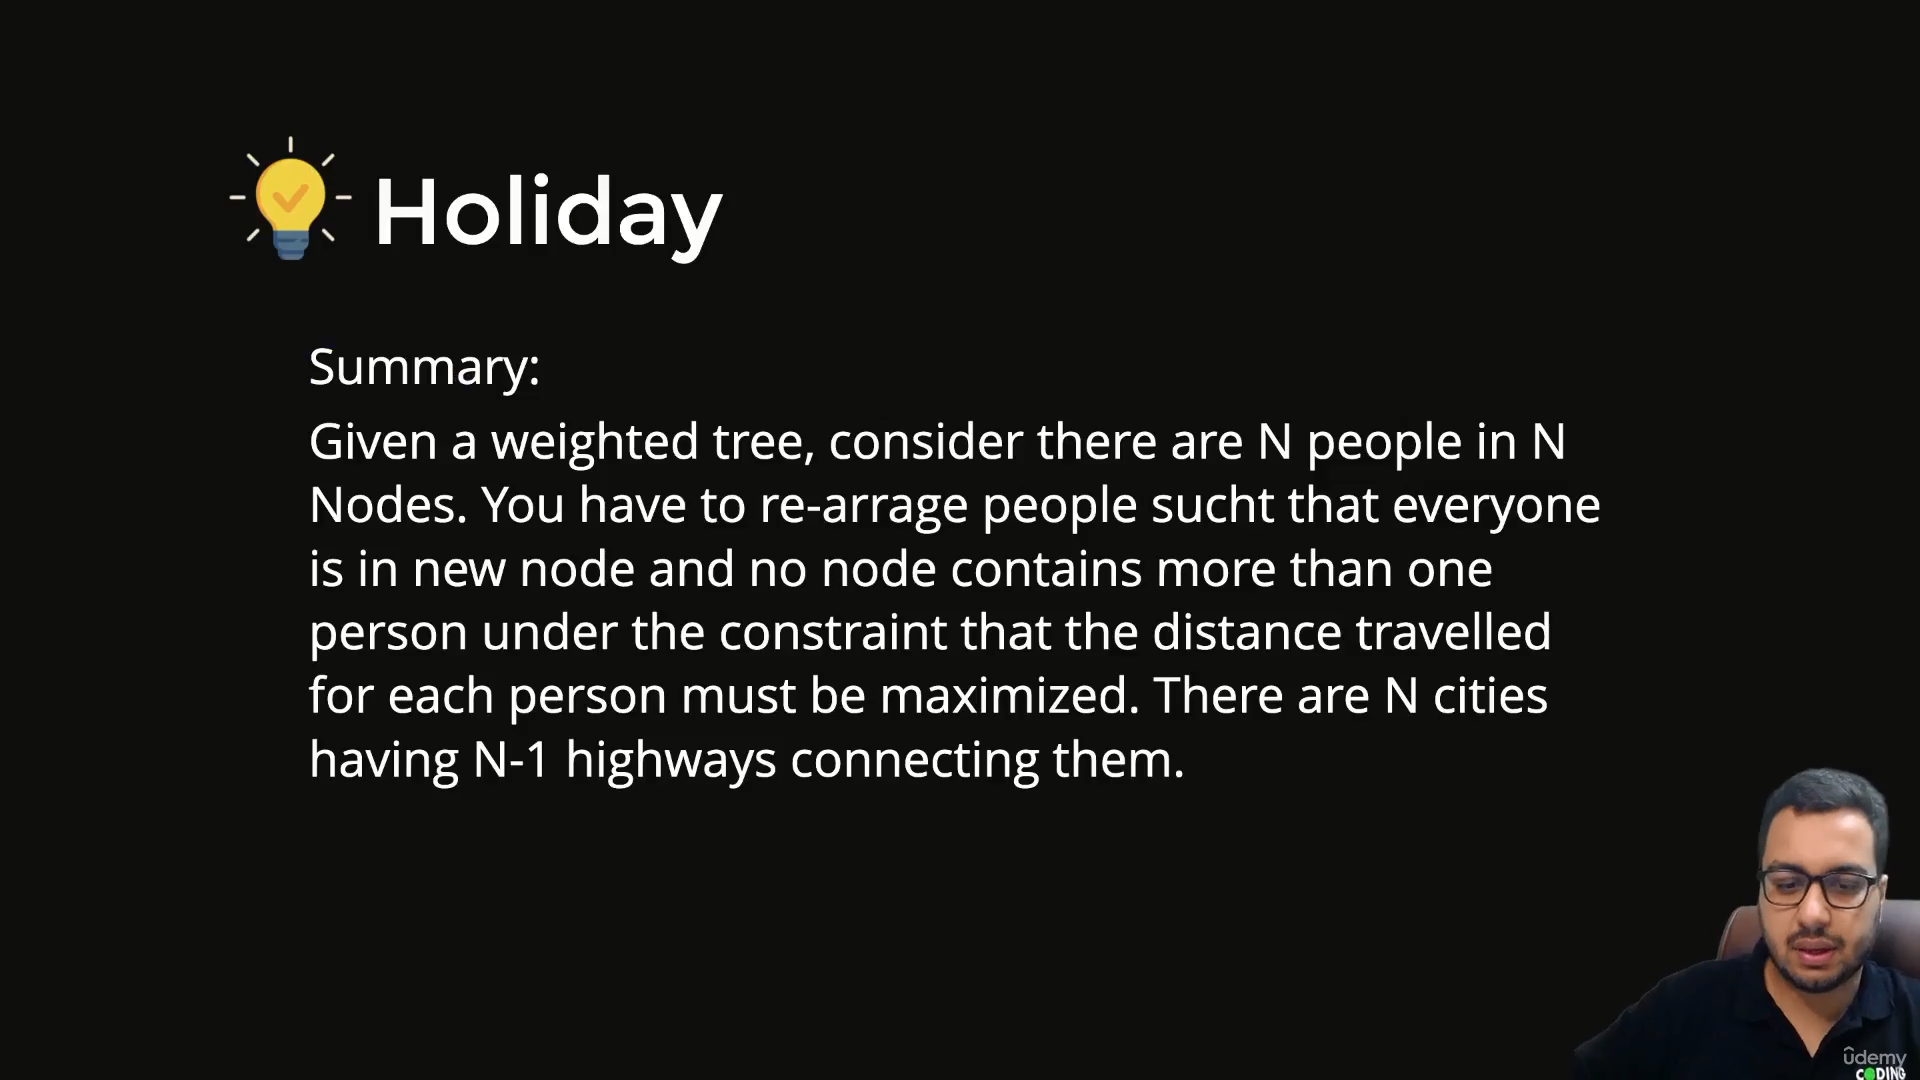 Holiday
Summary:
Given a weighted tree, consider there are N people in N
Nodes. You have to re-arrage people sucht that everyone
is in new node and no node contains more than one
person under the constraint that the distance travelled
for each person must be maximized. There are N cities
having N-1 highways connecting them.
ûdemy
CODING